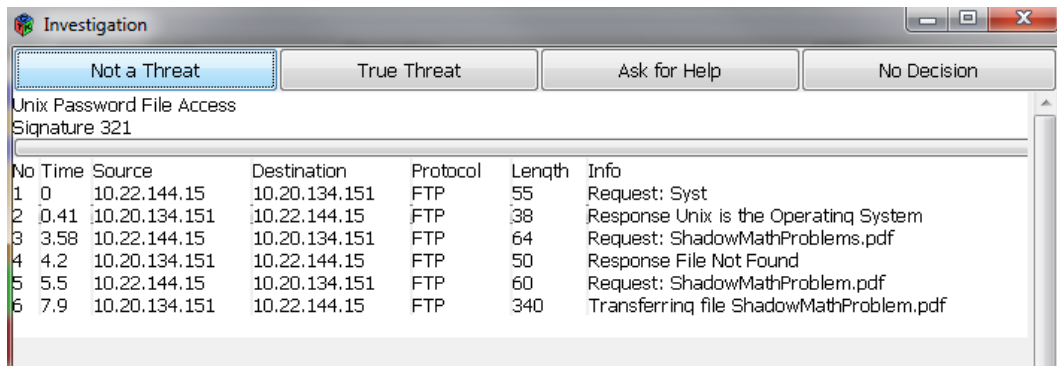 Investigation
Not a Threat True Threat Ask for Help No Decision
Unix Password File Access
Signature 321
No Time Source Destination Protocol Length Info
1 0 10.22.144.15 10.20.134.151 FTP 55 Request: Syst
2 0.41 10.20.134.151 10.22.144.15 FTP 38 Response Unix is the Operating System
3 3.58 10.22.144.15 10.20.134.151 FTP 64 Request: ShadowMathProblems.pdf
4 4.2 10.20.134.151 10.22.144.15 FTP 50 Response File Not Found
5 5.5 10.22.144.15 10.20.134.151 FTP 60 Request: ShadowMathProblem.pdf
6 7.9 10.20.134.151 10.22.144.15 FTP 340 Transferring file ShadowMathProblem.pdf